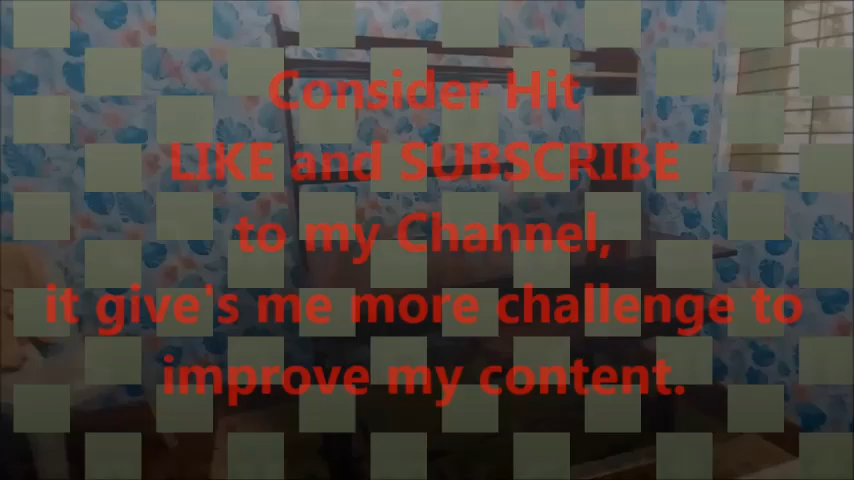 Consider Hit
LIKE and SUBSCRIBE
to my Channel,
it give's me more challenge to
improve my content.